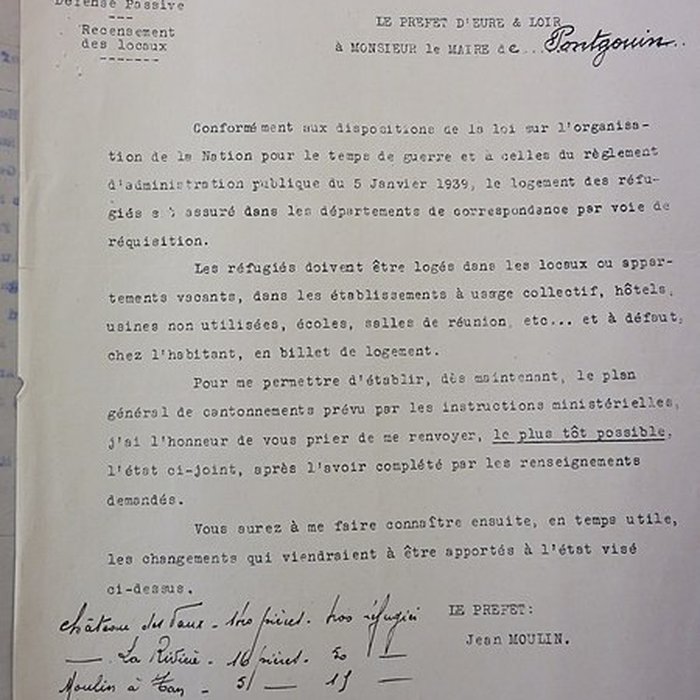 Défense Passive
---
Recensement
des locaux
-------
LE PREFET D'EURE & LOIR
à MONSIEUR le MAIRE de... Pontgouin..
Conformément aux dispositions de la loi sur l'organisa-
tion de la Nation pour le temps de guerre et à celles du règlement
d'administration publique du 5 Janvier 1939, le logement des réfu-
giés est assuré dans les départements de correspondance par voie de
réquisition.
Les réfugiés doivent être logés dans les locaux ou appar-
tements vacants, dans les établissements à usage collectif, hôtels,
usines non utilisées, écoles, salles de réunion, etc... et à défaut,
chez l'habitant, en billet de logement.
Pour me permettre d'établir, dès maintenant, le plan
général de cantonnements prévu par les instructions ministérielles,
j'ai l'honneur de vous prier de me renvoyer, le plus tôt possible,
l'état ci-joint, après l'avoir complété par les renseignements
demandés.
Vous aurez à me faire connaître ensuite, en temps utile,
les changements qui viendraient à être apportés à l'état visé
ci-dessus.
LE PREFET:
Jean MOULIN.
Château des Vaux - pièces. réfugiés
— La Rivière - 16 pièces. 50 —
Moulin à Tan - 5 — 15 —